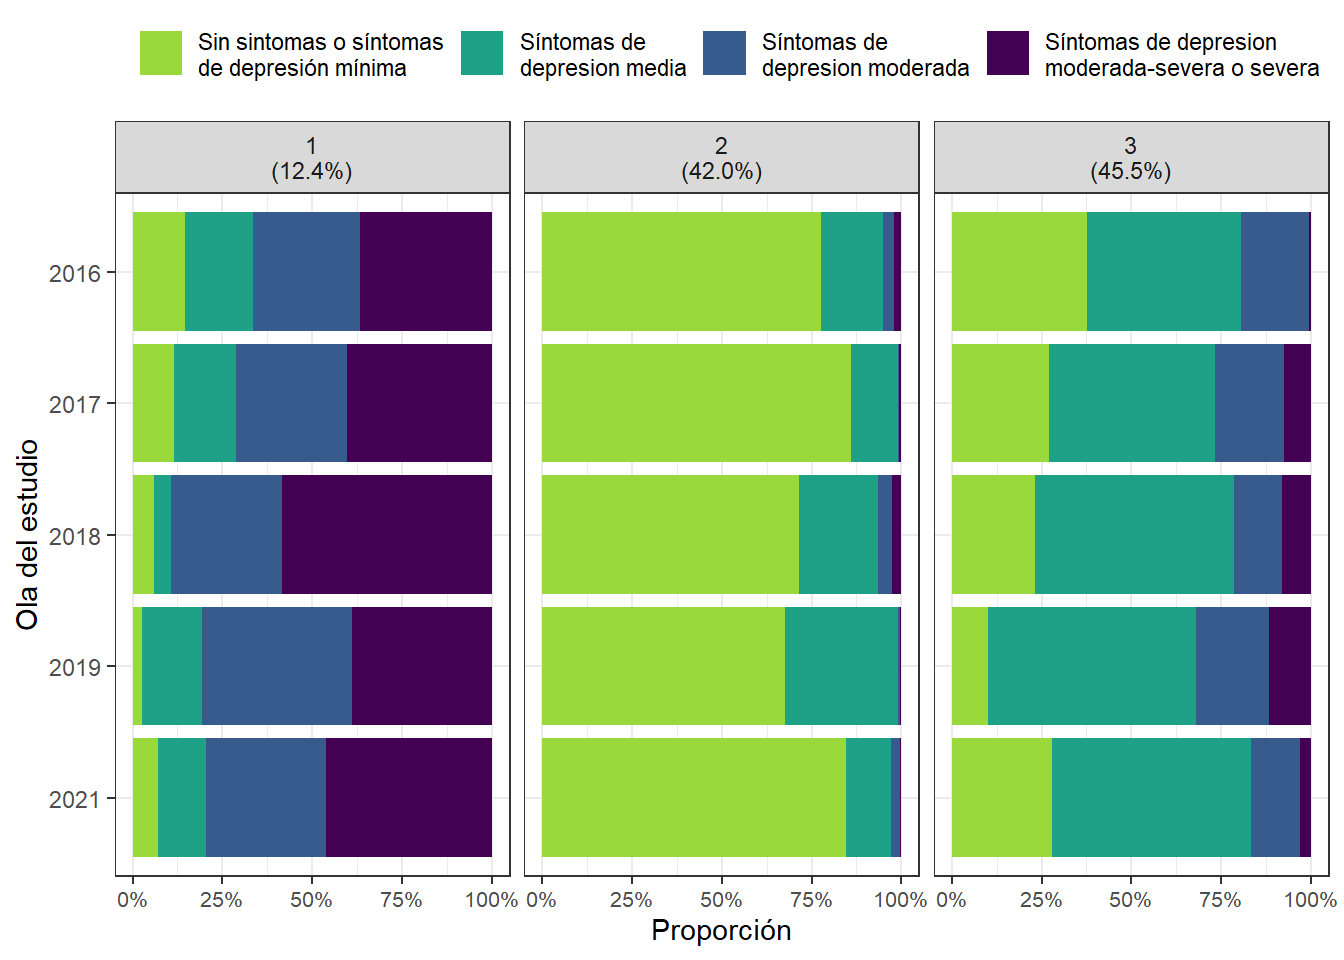 Sin sintomas o síntomas
de depresión mínima
Síntomas de
depresion media
Síntomas de
depresion moderada
Síntomas de depresion
moderada-severa o severa
1
(12.4%)
2
(42.0%)
3
(45.5%)
Ola del estudio
2016
2017
2018
2019
2021
0% 25% 50% 75% 100%
0% 25% 50% 75% 100%
0% 25% 50% 75% 100%
Proporción